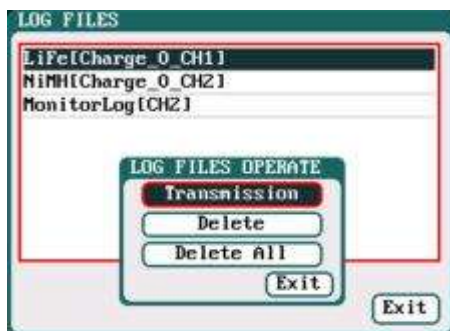 LOG FILES
LiFe[Charge_0_CH1]
NiMH[Charge_0_CH2]
MonitorLog[CH2]
LOG FILES OPERATE
Transmission
Delete
Delete All
Exit
Exit